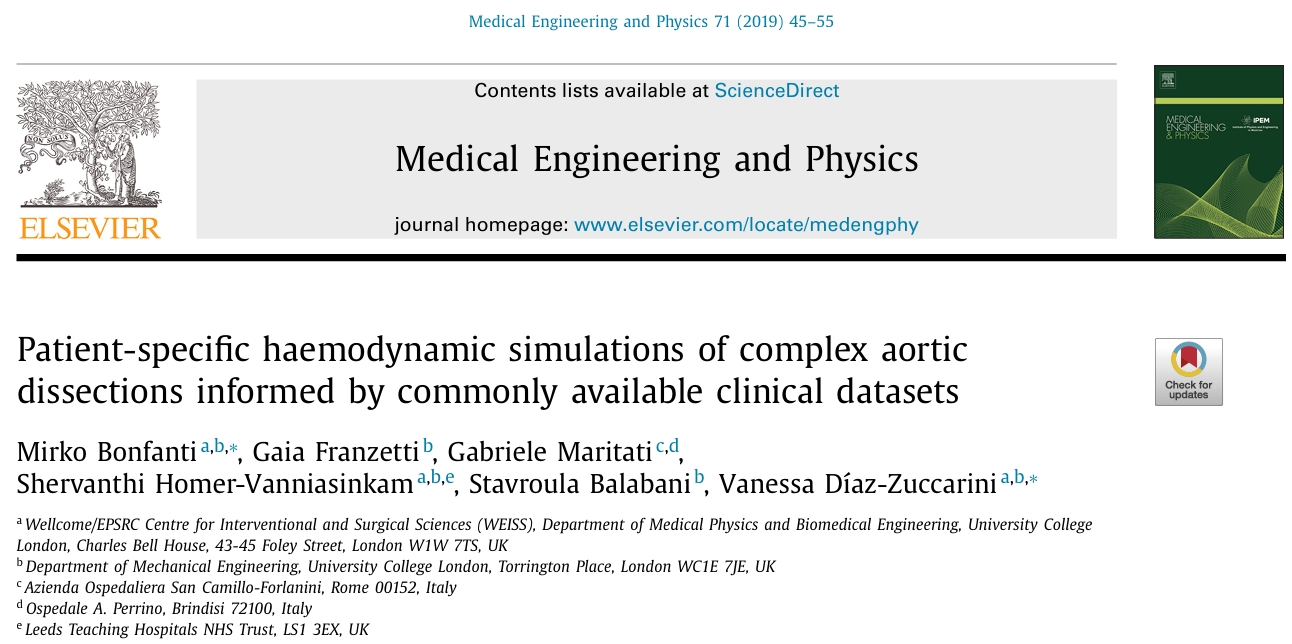 Medical Engineering and Physics 71 (2019) 45–55
NON SOLUS
ELSEVIER
Contents lists available at ScienceDirect
Medical Engineering and Physics
journal homepage: www.elsevier.com/locate/medengphy
MEDICAL
ENGINEERING
& PHYSICS
IPEM
Patient-specific haemodynamic simulations of complex aortic
dissections informed by commonly available clinical datasets
Check for
updates
Mirko Bonfanti a,b,∗, Gaia Franzetti b, Gabriele Maritati c,d,
Shervanthi Homer-Vanniasinkam a,b,e, Stavroula Balabani b, Vanessa Díaz-Zuccarini a,b,∗
a Wellcome/EPSRC Centre for Interventional and Surgical Sciences (WEISS), Department of Medical Physics and Biomedical Engineering, University College
London, Charles Bell House, 43-45 Foley Street, London W1W 7TS, UK
b Department of Mechanical Engineering, University College London, Torrington Place, London WC1E 7JE, UK
c Azienda Ospedaliera San Camillo-Forlanini, Rome 00152, Italy
d Ospedale A. Perrino, Brindisi 72100, Italy
e Leeds Teaching Hospitals NHS Trust, LS1 3EX, UK